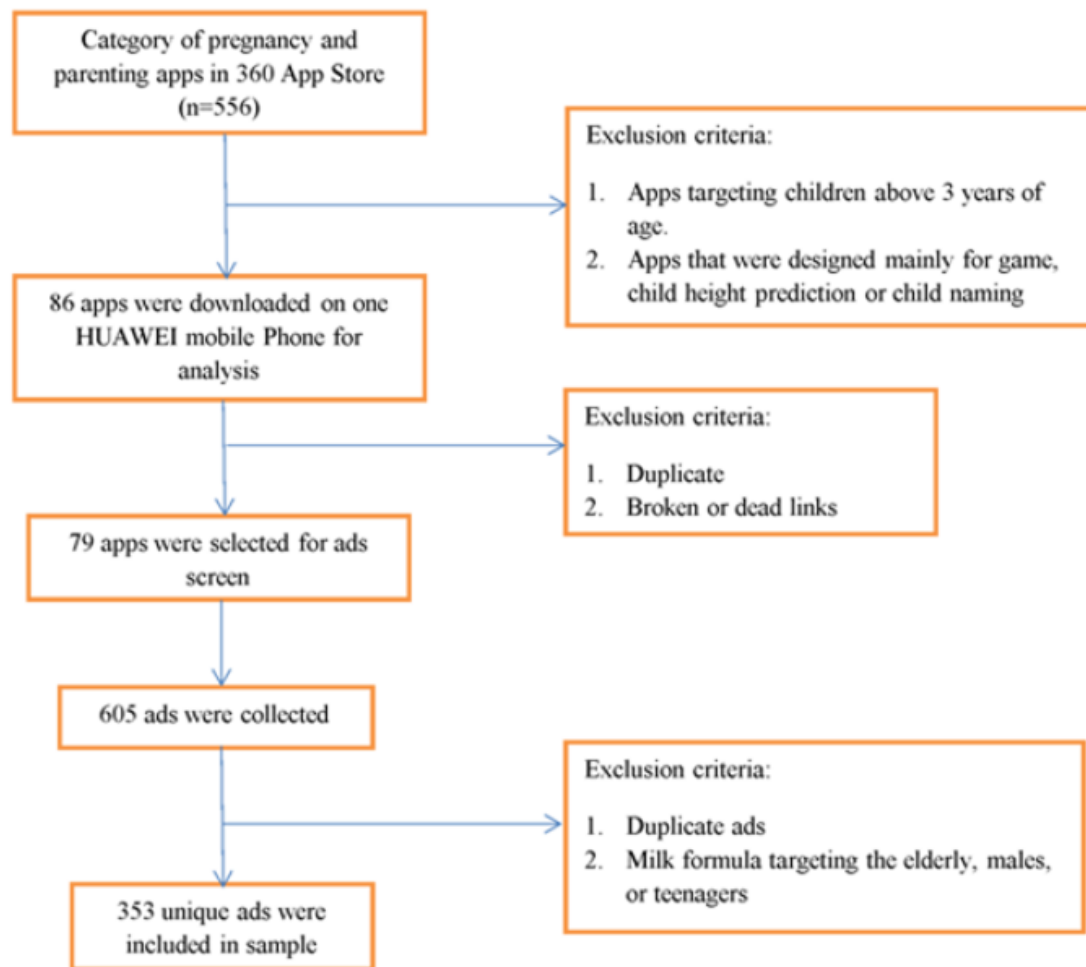 Category of pregnancy and
parenting apps in 360 App Store
(n=556)
Exclusion criteria:
1. Apps targeting children above 3 years of
age.
2. Apps that were designed mainly for game,
child height prediction or child naming
86 apps were downloaded on one
HUAWEI mobile Phone for
analysis
Exclusion criteria:
1. Duplicate
2. Broken or dead links
79 apps were selected for ads
screen
605 ads were collected
Exclusion criteria:
1. Duplicate ads
2. Milk formula targeting the elderly, males,
or teenagers
353 unique ads were
included in sample